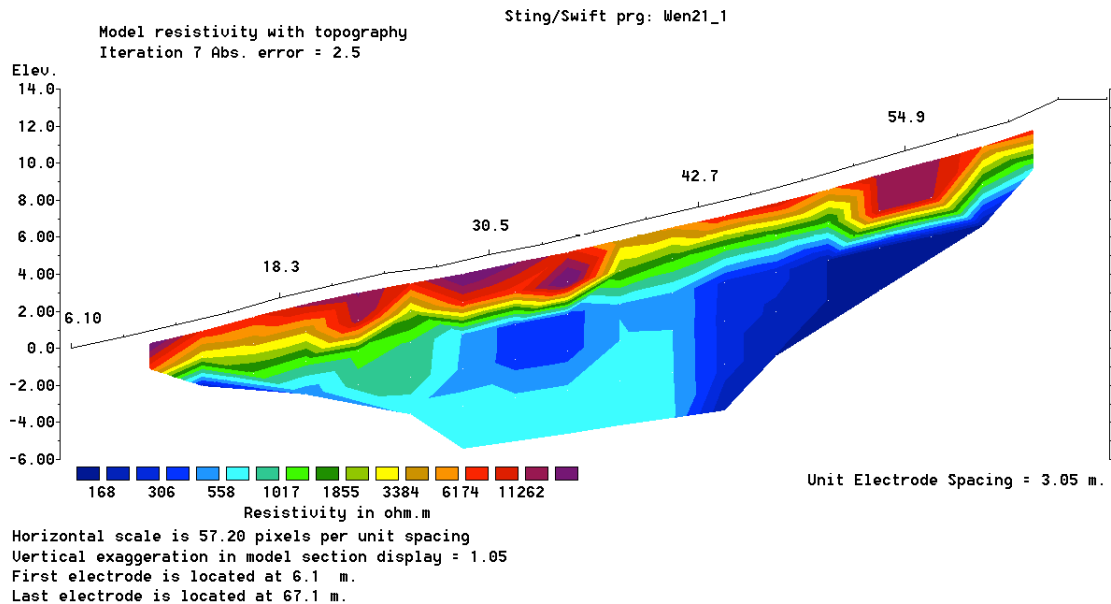 Sting/Swift prg: Wen21_1
Model resistivity with topography
Iteration 7 Abs. error = 2.5
Elev.
14.0
12.0
10.0
8.00
6.00
4.00
2.00
0.0
-2.00
-4.00
-6.00
6.10
18.3
30.5
42.7
54.9
168 306 558 1017 1855 3384 6174 11262
Resistivity in ohm.m
Unit Electrode Spacing = 3.05 m.
Horizontal scale is 57.20 pixels per unit spacing
Vertical exaggeration in model section display = 1.05
First electrode is located at 6.1 m.
Last electrode is located at 67.1 m.